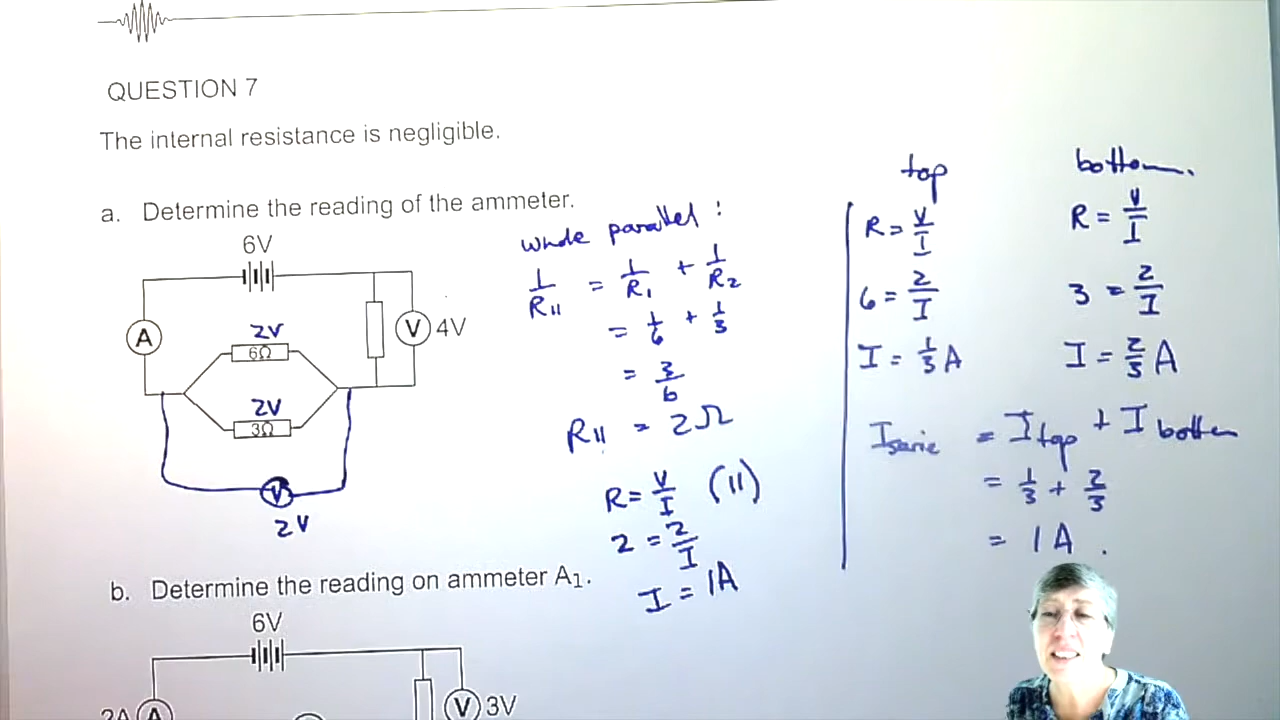 QUESTION 7
The internal resistance is negligible.
a. Determine the reading of the ammeter.
6V
A
2V
6Ω
V 4V
2V
3Ω
V
2V
whole parallel :
1/R|| = 1/R1 + 1/R2
= 1/6 + 1/3
= 3/6
R|| = 2Ω
R = V/I (||)
2 = 2/I
I = 1A
top
R = V/I
6 = 2/I
I = 1/3 A
bottom.
R = V/I
3 = 2/I
I = 2/3 A
Iserie = Itop + Ibottom
= 1/3 + 2/3
= 1A .
b. Determine the reading on ammeter A1.
6V
2A A
V 3V